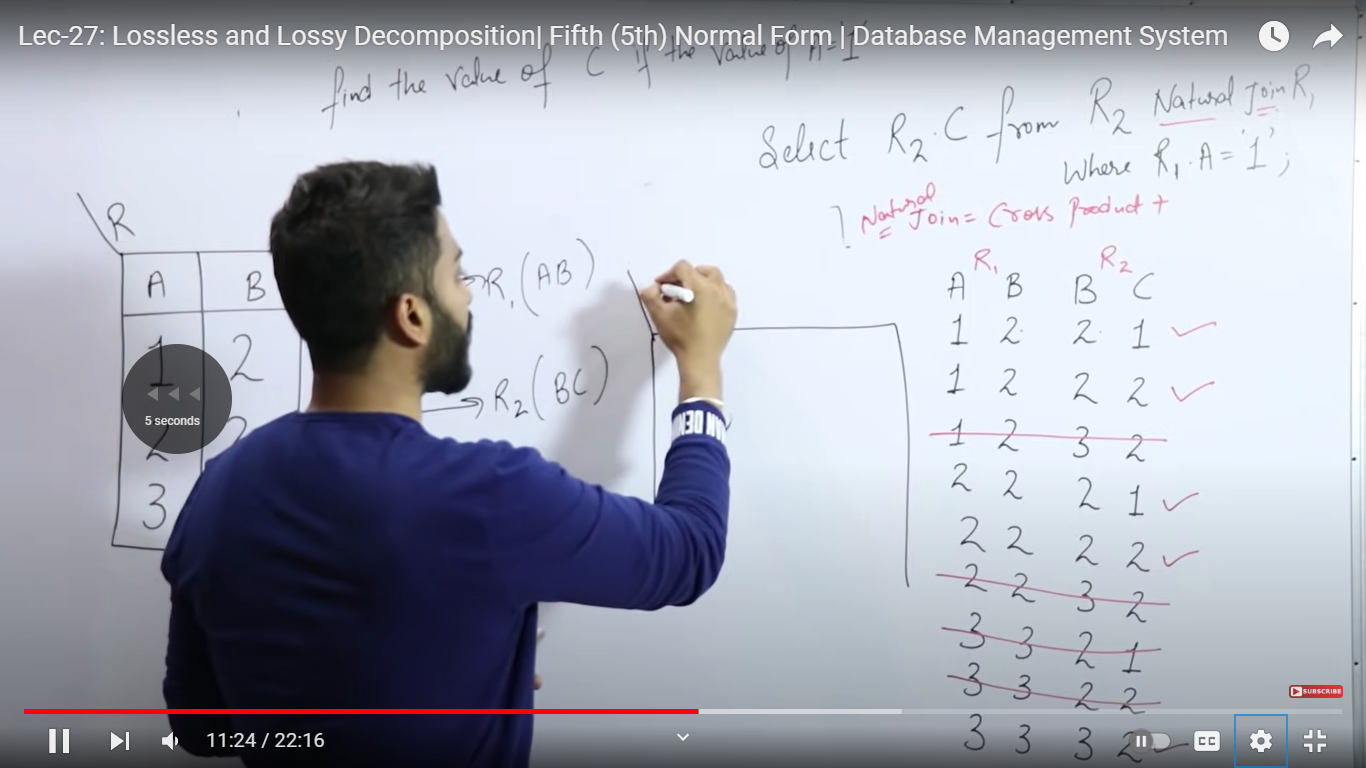 Lec-27: Lossless and Lossy Decomposition| Fifth (5th) Normal Form | Database Management System
find the value of C if the value of A = '1'
Select R2.C from R2 Natural Join R1
Where R1.A = '1';
Natural Join = Cross Product +
R
A B
1 2
2
3
R1(AB)
R2(BC)
R1 R2
A B B C
1 2 2 1 ✓
1 2 2 2 ✓
1 2 3 2
2 2 2 1 ✓
2 2 2 2 ✓
2 2 3 2
3 3 2 1
3 3 2 2
3 3 3 2 ✓
5 seconds
SUBSCRIBE
11:24 / 22:16
CC